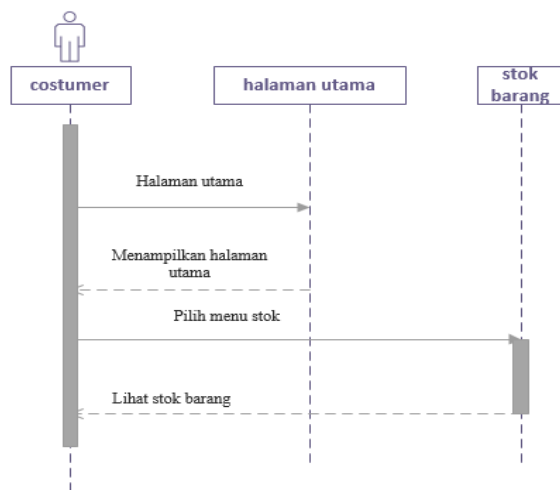 costumer
halaman utama
stok
barang
Halaman utama
Menampilkan halaman
utama
Pilih menu stok
Lihat stok barang